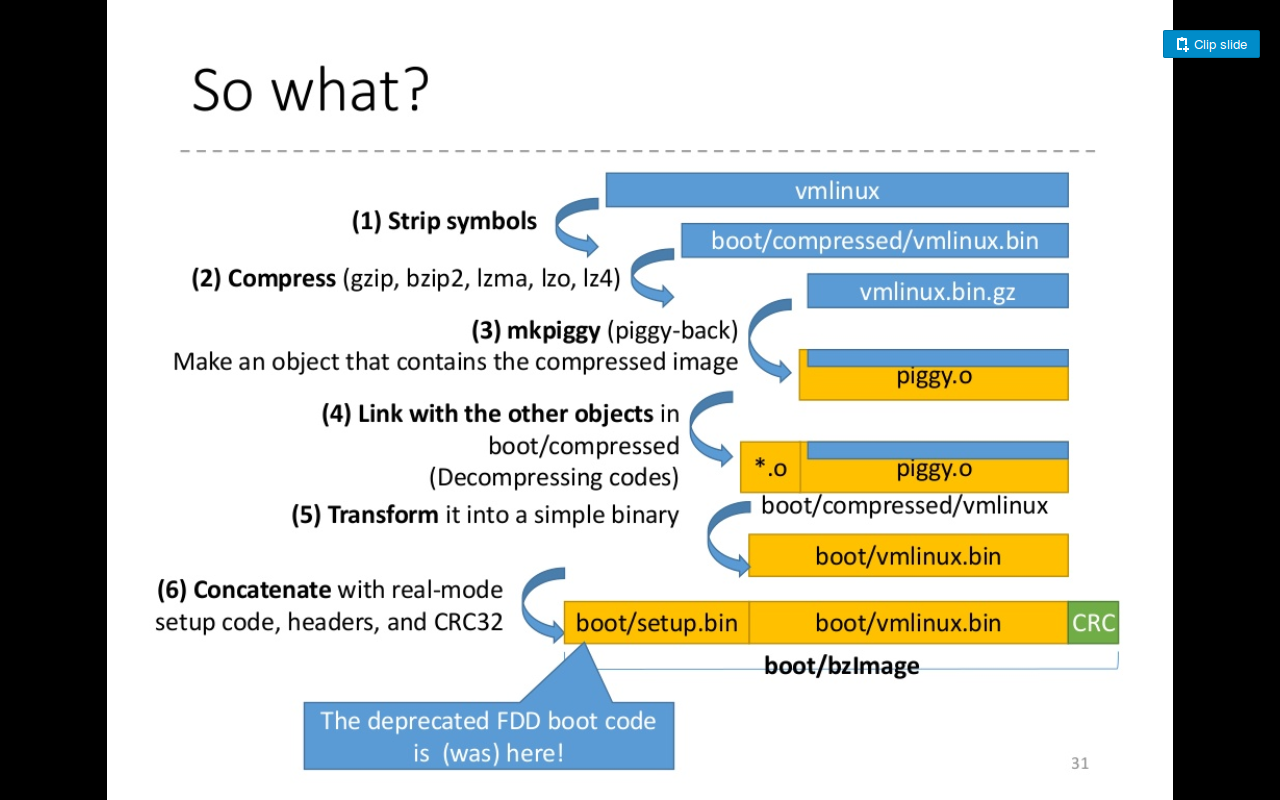 Clip slide
So what?
vmlinux
(1) Strip symbols
boot/compressed/vmlinux.bin
(2) Compress (gzip, bzip2, lzma, lzo, lz4)
vmlinux.bin.gz
(3) mkpiggy (piggy-back)
Make an object that contains the compressed image
piggy.o
(4) Link with the other objects in
boot/compressed
(Decompressing codes)
*.o
piggy.o
boot/compressed/vmlinux
(5) Transform it into a simple binary
boot/vmlinux.bin
(6) Concatenate with real-mode
setup code, headers, and CRC32
boot/setup.bin
boot/vmlinux.bin
CRC
boot/bzImage
The deprecated FDD boot code
is (was) here!
31